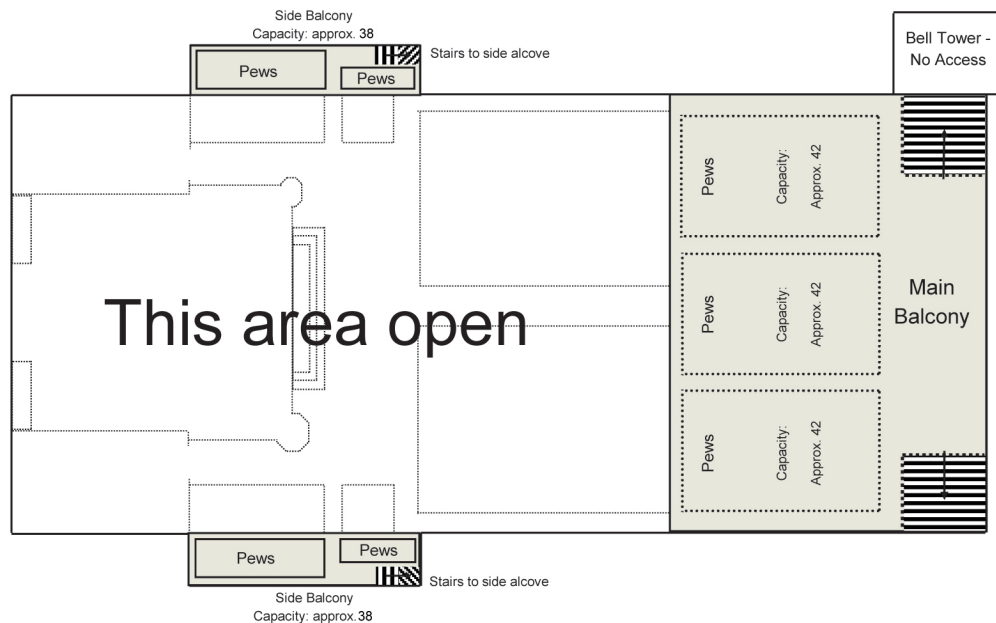 Side Balcony
Capacity: approx. 38
Stairs to side alcove
Pews
Pews
Bell Tower -
No Access
Pews
Capacity:
Approx. 42
This area open
Pews
Capacity:
Approx. 42
Main
Balcony
Pews
Capacity:
Approx. 42
Pews
Pews
Stairs to side alcove
Side Balcony
Capacity: approx. 38